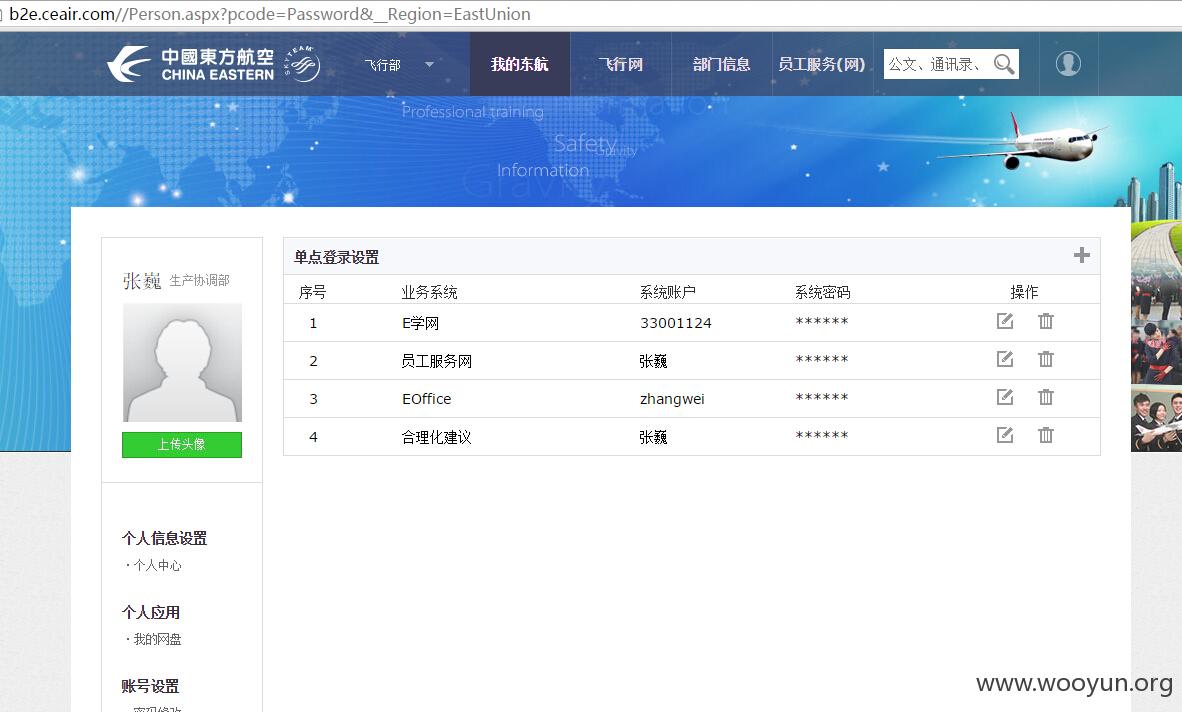 b2e.ceair.com//Person.aspx?pcode=Password&__Region=EastUnion
中國東方航空
CHINA EASTERN
SKYTEAM
飞行部
我的东航
飞行网
部门信息
员工服务(网)
公文、通讯录、
Professional training
Safety
Gravity
Information
张巍 生产协调部
上传头像
个人信息设置
·个人中心
个人应用
·我的网盘
账号设置
单点登录设置
序号 业务系统 系统账户 系统密码 操作
1 E学网 33001124 ******
2 员工服务网 张巍 ******
3 EOffice zhangwei ******
4 合理化建议 张巍 ******
www.wooyun.org